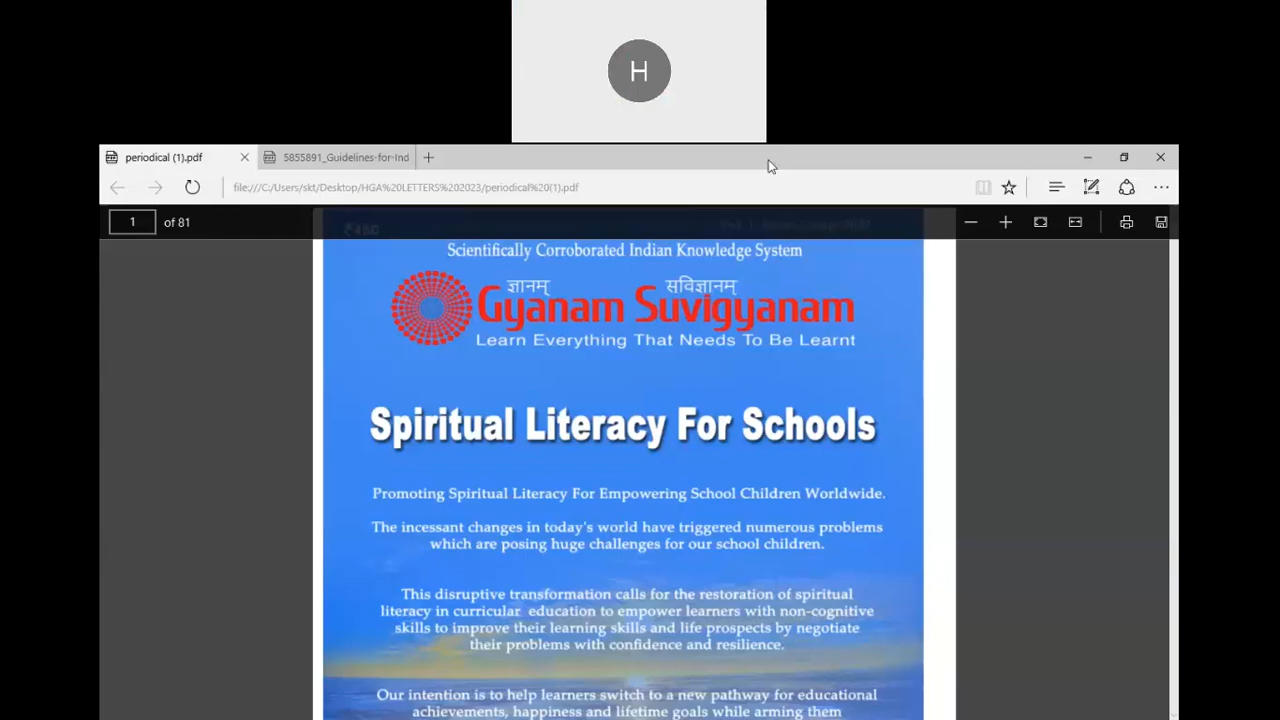 H
periodical (1).pdf
5855891_Guidelines-for-Ind
file:///C:/Users/skt/Desktop/HGA%20LETTERS%202023/periodical%20(1).pdf
1 of 81
Scientifically Corroborated Indian Knowledge System
ज्ञानम् सविज्ञानम्
Gyanam Suvigyanam
Learn Everything That Needs To Be Learnt
Spiritual Literacy For Schools
Promoting Spiritual Literacy For Empowering School Children Worldwide.
The incessant changes in today's world have triggered numerous problems
which are posing huge challenges for our school children.
This disruptive transformation calls for the restoration of spiritual
literacy in curricular education to empower learners with non-cognitive
skills to improve their learning skills and life prospects by negotiate
their problems with confidence and resilience.
Our intention is to help learners switch to a new pathway for educational
achievements, happiness and lifetime goals while arming them